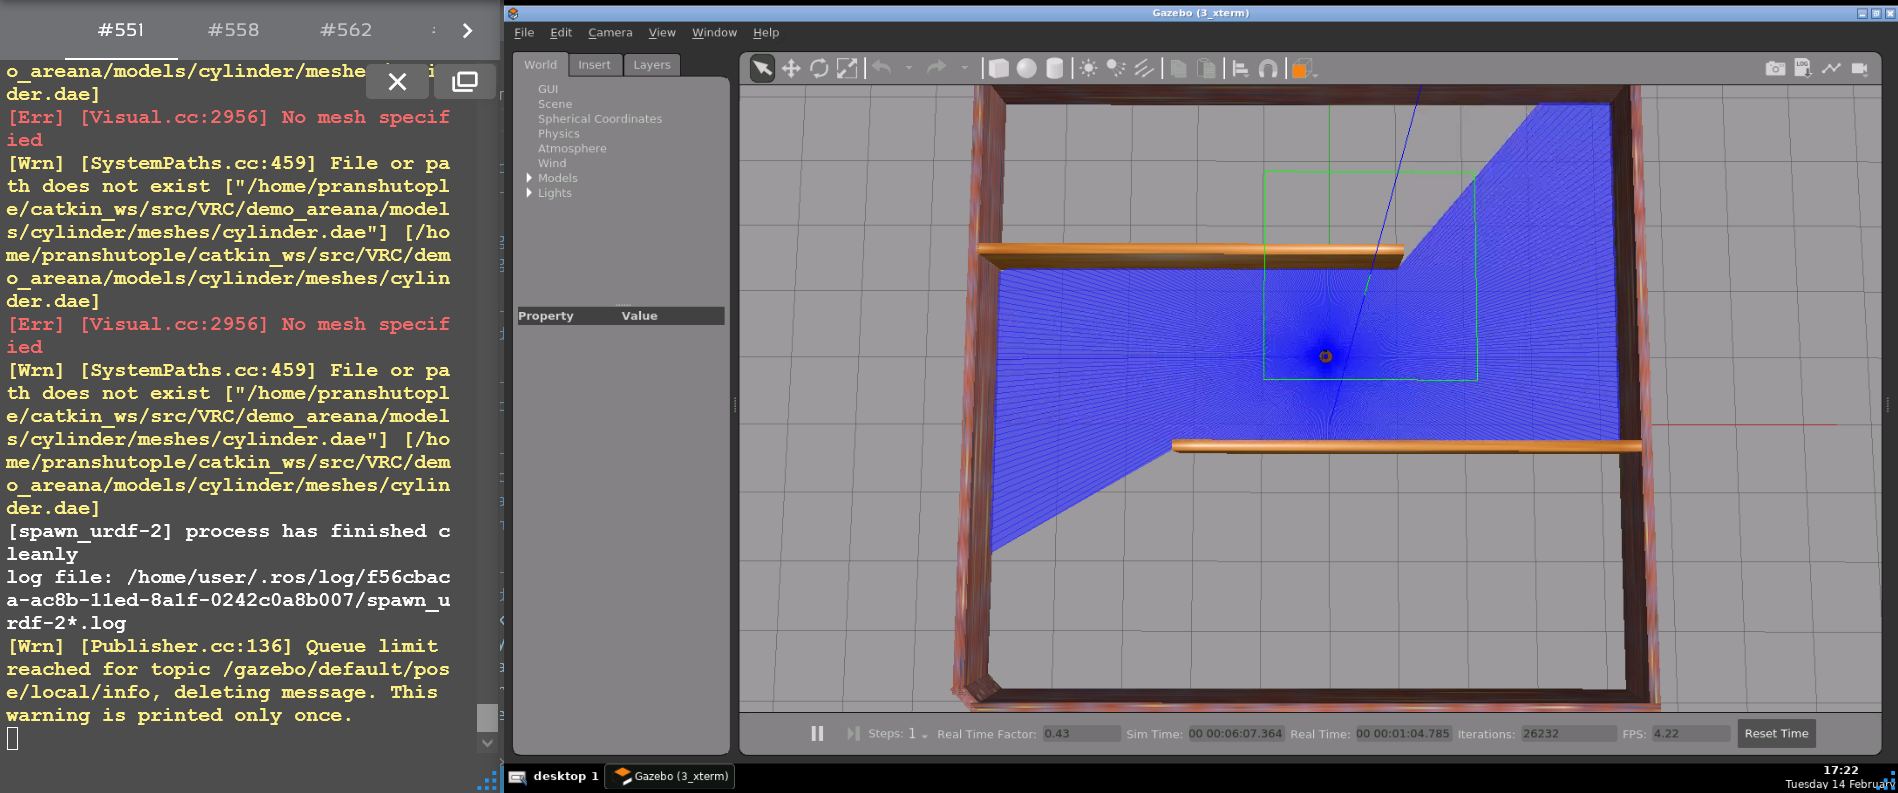 #551 #558 #562
o_areana/models/cylinder/meshe
der.dae]
[Err] [Visual.cc:2956] No mesh specif
ied
[Wrn] [SystemPaths.cc:459] File or pa
th does not exist ["/home/pranshutopl
e/catkin_ws/src/VRC/demo_areana/model
s/cylinder/meshes/cylinder.dae"] [/ho
me/pranshutople/catkin_ws/src/VRC/dem
o_areana/models/cylinder/meshes/cylin
der.dae]
[Err] [Visual.cc:2956] No mesh specif
ied
[Wrn] [SystemPaths.cc:459] File or pa
th does not exist ["/home/pranshutopl
e/catkin_ws/src/VRC/demo_areana/model
s/cylinder/meshes/cylinder.dae"] [/ho
me/pranshutople/catkin_ws/src/VRC/dem
o_areana/models/cylinder/meshes/cylin
der.dae]
[spawn_urdf-2] process has finished c
leanly
log file: /home/user/.ros/log/f56cbac
a-ac8b-11ed-8a1f-0242c0a8b007/spawn_u
rdf-2*.log
[Wrn] [Publisher.cc:136] Queue limit
reached for topic /gazebo/default/pos
e/local/info, deleting message. This
warning is printed only once.
Gazebo (3_xterm)
File Edit Camera View Window Help
World Insert Layers
GUI
Scene
Spherical Coordinates
Physics
Atmosphere
Wind
Models
Lights
Property Value
Steps: 1 Real Time Factor: 0.43 Sim Time: 00 00:06:07.364 Real Time: 00 00:01:04.785 Iterations: 26232 FPS: 4.22 Reset Time
desktop 1 Gazebo (3_xterm)
17:22
Tuesday 14 February